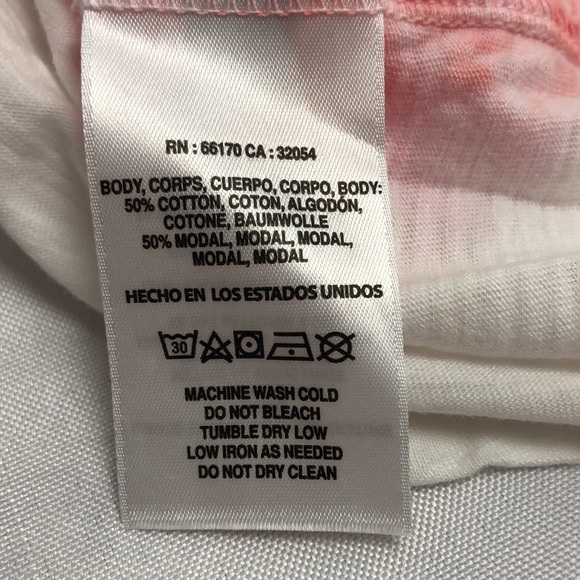 RN : 66170 CA : 32054
BODY, CORPS, CUERPO, CORPO, BODY:
50% COTTON, COTON, ALGODÓN,
COTONE, BAUMWOLLE
50% MODAL, MODAL, MODAL,
MODAL, MODAL
HECHO EN LOS ESTADOS UNIDOS
30
MACHINE WASH COLD
DO NOT BLEACH
TUMBLE DRY LOW
LOW IRON AS NEEDED
DO NOT DRY CLEAN